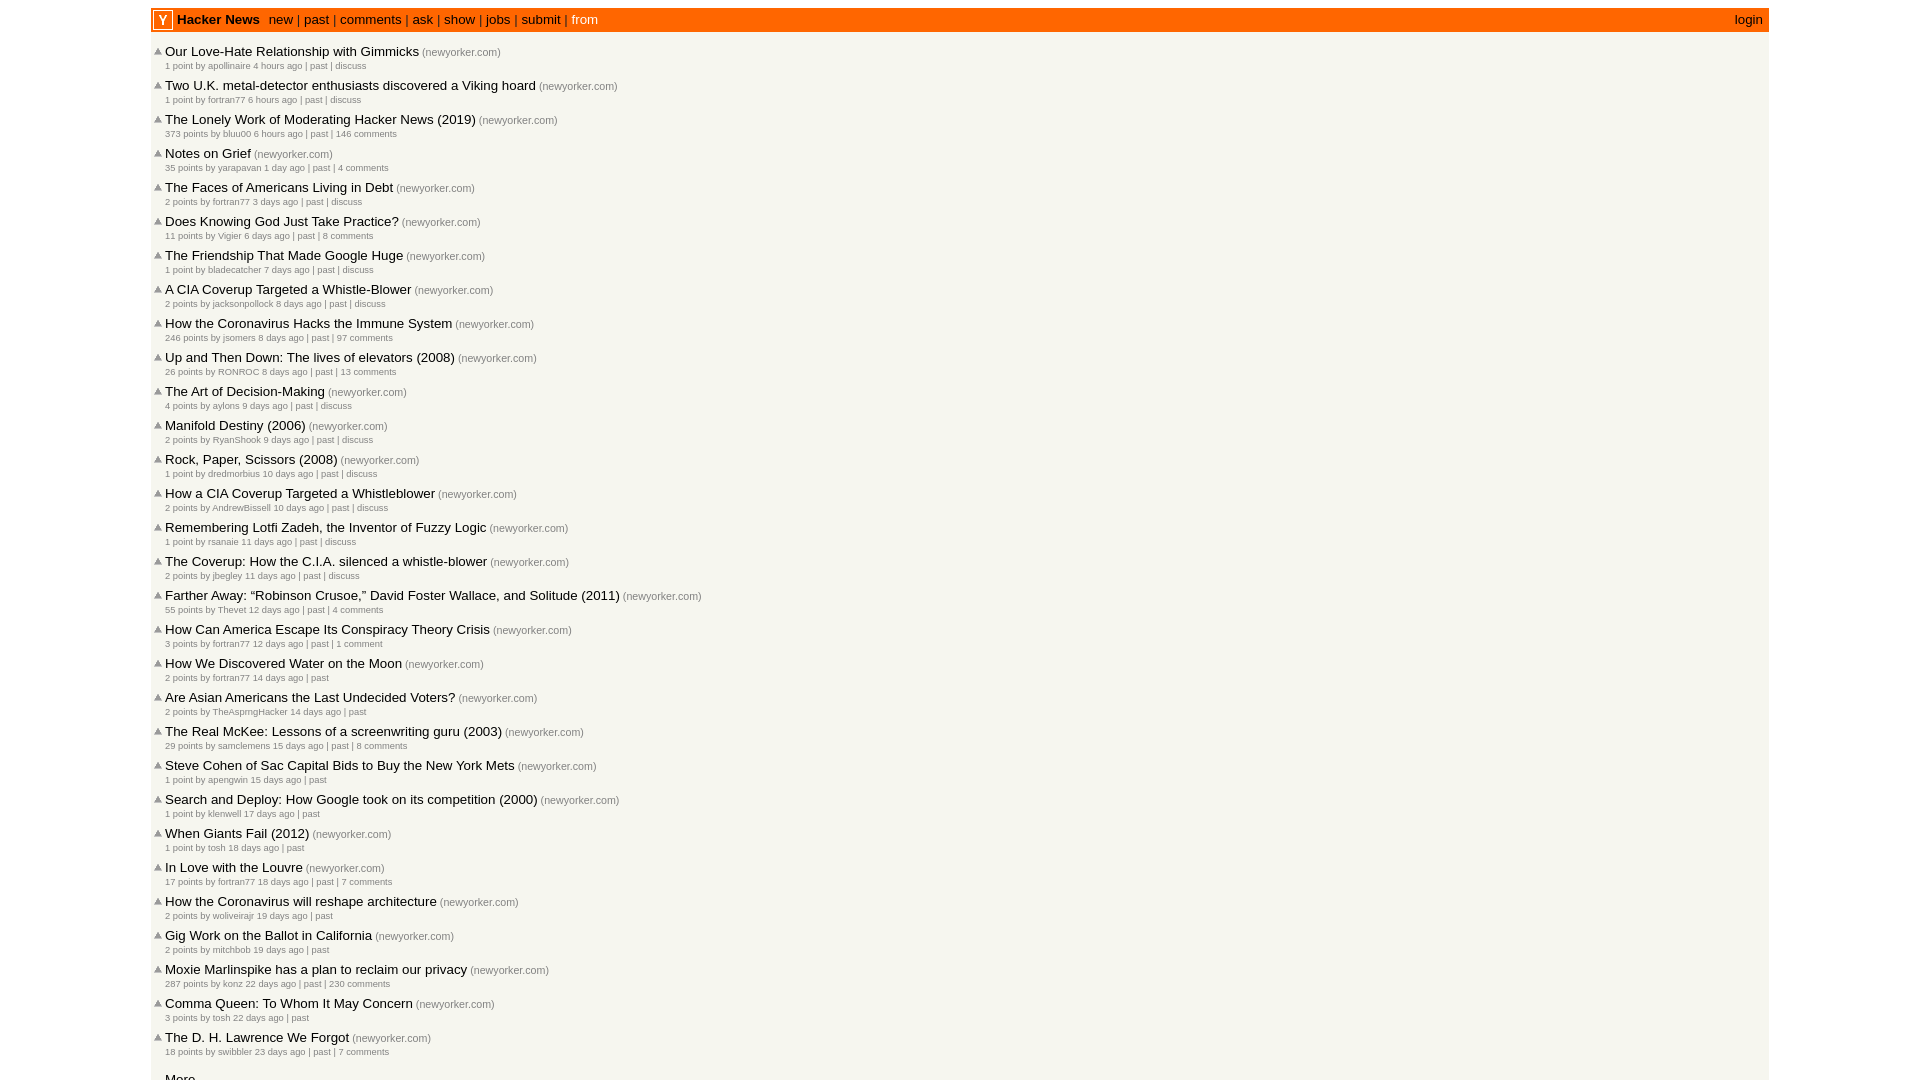 Y Hacker News new | past | comments | ask | show | jobs | submit | from login
Our Love-Hate Relationship with Gimmicks (newyorker.com)
1 point by apollinaire 4 hours ago | past | discuss
Two U.K. metal-detector enthusiasts discovered a Viking hoard (newyorker.com)
1 point by fortran77 6 hours ago | past | discuss
The Lonely Work of Moderating Hacker News (2019) (newyorker.com)
373 points by bluu00 6 hours ago | past | 146 comments
Notes on Grief (newyorker.com)
35 points by yarapavan 1 day ago | past | 4 comments
The Faces of Americans Living in Debt (newyorker.com)
2 points by fortran77 3 days ago | past | discuss
Does Knowing God Just Take Practice? (newyorker.com)
11 points by Vigier 6 days ago | past | 8 comments
The Friendship That Made Google Huge (newyorker.com)
1 point by bladecatcher 7 days ago | past | discuss
A CIA Coverup Targeted a Whistle-Blower (newyorker.com)
2 points by jacksonpollock 8 days ago | past | discuss
How the Coronavirus Hacks the Immune System (newyorker.com)
246 points by jsomers 8 days ago | past | 97 comments
Up and Then Down: The lives of elevators (2008) (newyorker.com)
26 points by RONROC 8 days ago | past | 13 comments
The Art of Decision-Making (newyorker.com)
4 points by aylons 9 days ago | past | discuss
Manifold Destiny (2006) (newyorker.com)
2 points by RyanShook 9 days ago | past | discuss
Rock, Paper, Scissors (2008) (newyorker.com)
1 point by dredmorbius 10 days ago | past | discuss
How a CIA Coverup Targeted a Whistleblower (newyorker.com)
2 points by AndrewBissell 10 days ago | past | discuss
Remembering Lotfi Zadeh, the Inventor of Fuzzy Logic (newyorker.com)
1 point by rsanaie 11 days ago | past | discuss
The Coverup: How the C.I.A. silenced a whistle-blower (newyorker.com)
2 points by jbegley 11 days ago | past | discuss
Farther Away: “Robinson Crusoe,” David Foster Wallace, and Solitude (2011) (newyorker.com)
55 points by Thevet 12 days ago | past | 4 comments
How Can America Escape Its Conspiracy Theory Crisis (newyorker.com)
3 points by fortran77 12 days ago | past | 1 comment
How We Discovered Water on the Moon (newyorker.com)
2 points by fortran77 14 days ago | past
Are Asian Americans the Last Undecided Voters? (newyorker.com)
2 points by TheAsprngHacker 14 days ago | past
The Real McKee: Lessons of a screenwriting guru (2003) (newyorker.com)
29 points by samclemens 15 days ago | past | 8 comments
Steve Cohen of Sac Capital Bids to Buy the New York Mets (newyorker.com)
1 point by apengwin 15 days ago | past
Search and Deploy: How Google took on its competition (2000) (newyorker.com)
1 point by klenwell 17 days ago | past
When Giants Fail (2012) (newyorker.com)
1 point by tosh 18 days ago | past
In Love with the Louvre (newyorker.com)
17 points by fortran77 18 days ago | past | 7 comments
How the Coronavirus will reshape architecture (newyorker.com)
2 points by woliveirajr 19 days ago | past
Gig Work on the Ballot in California (newyorker.com)
2 points by mitchbob 19 days ago | past
Moxie Marlinspike has a plan to reclaim our privacy (newyorker.com)
287 points by konz 22 days ago | past | 230 comments
Comma Queen: To Whom It May Concern (newyorker.com)
3 points by tosh 22 days ago | past
The D. H. Lawrence We Forgot (newyorker.com)
18 points by swibbler 23 days ago | past | 7 comments
More